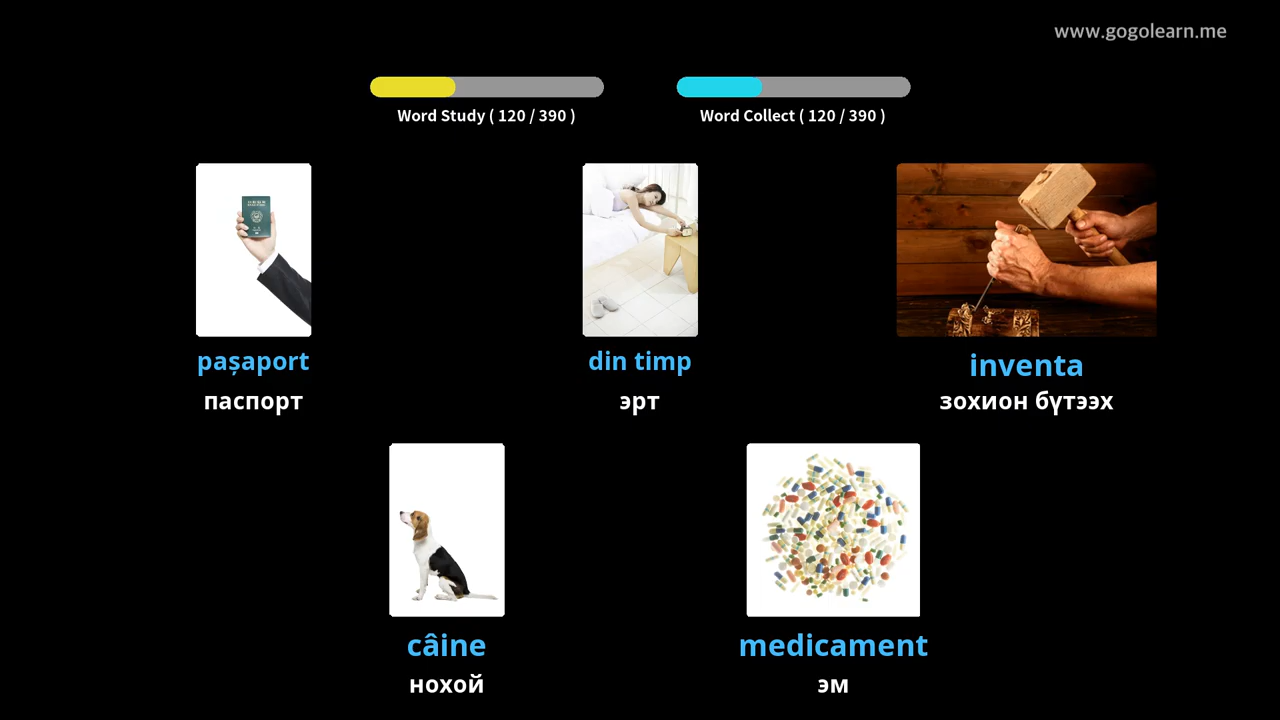 www.gogolearn.me
Word Study ( 120 / 390 )
Word Collect ( 120 / 390 )
pașaport
din timp
inventa
паспорт
эрт
зохион бүтээх
câine
medicament
нохой
эм